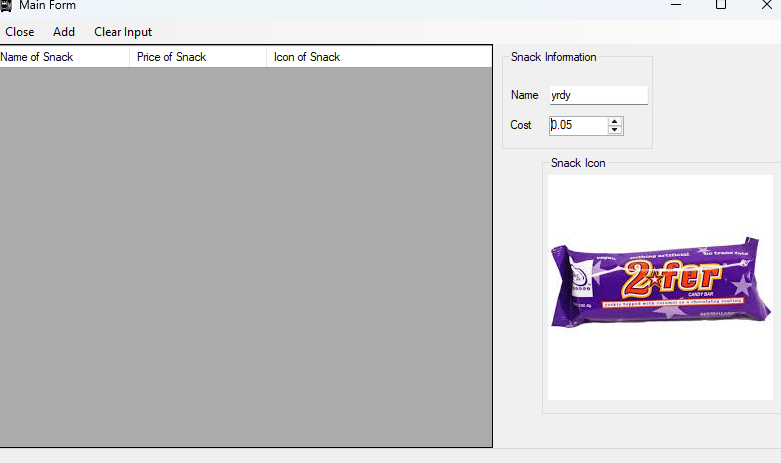 Main Form
Close Add Clear Input
Name of Snack Price of Snack Icon of Snack
Snack Information
Name yrdy
Cost 0.05
Snack Icon
vegan nothing artificial no trans fats
2fer
CANDY BAR
cookie topped with caramel in a chocolatey coating